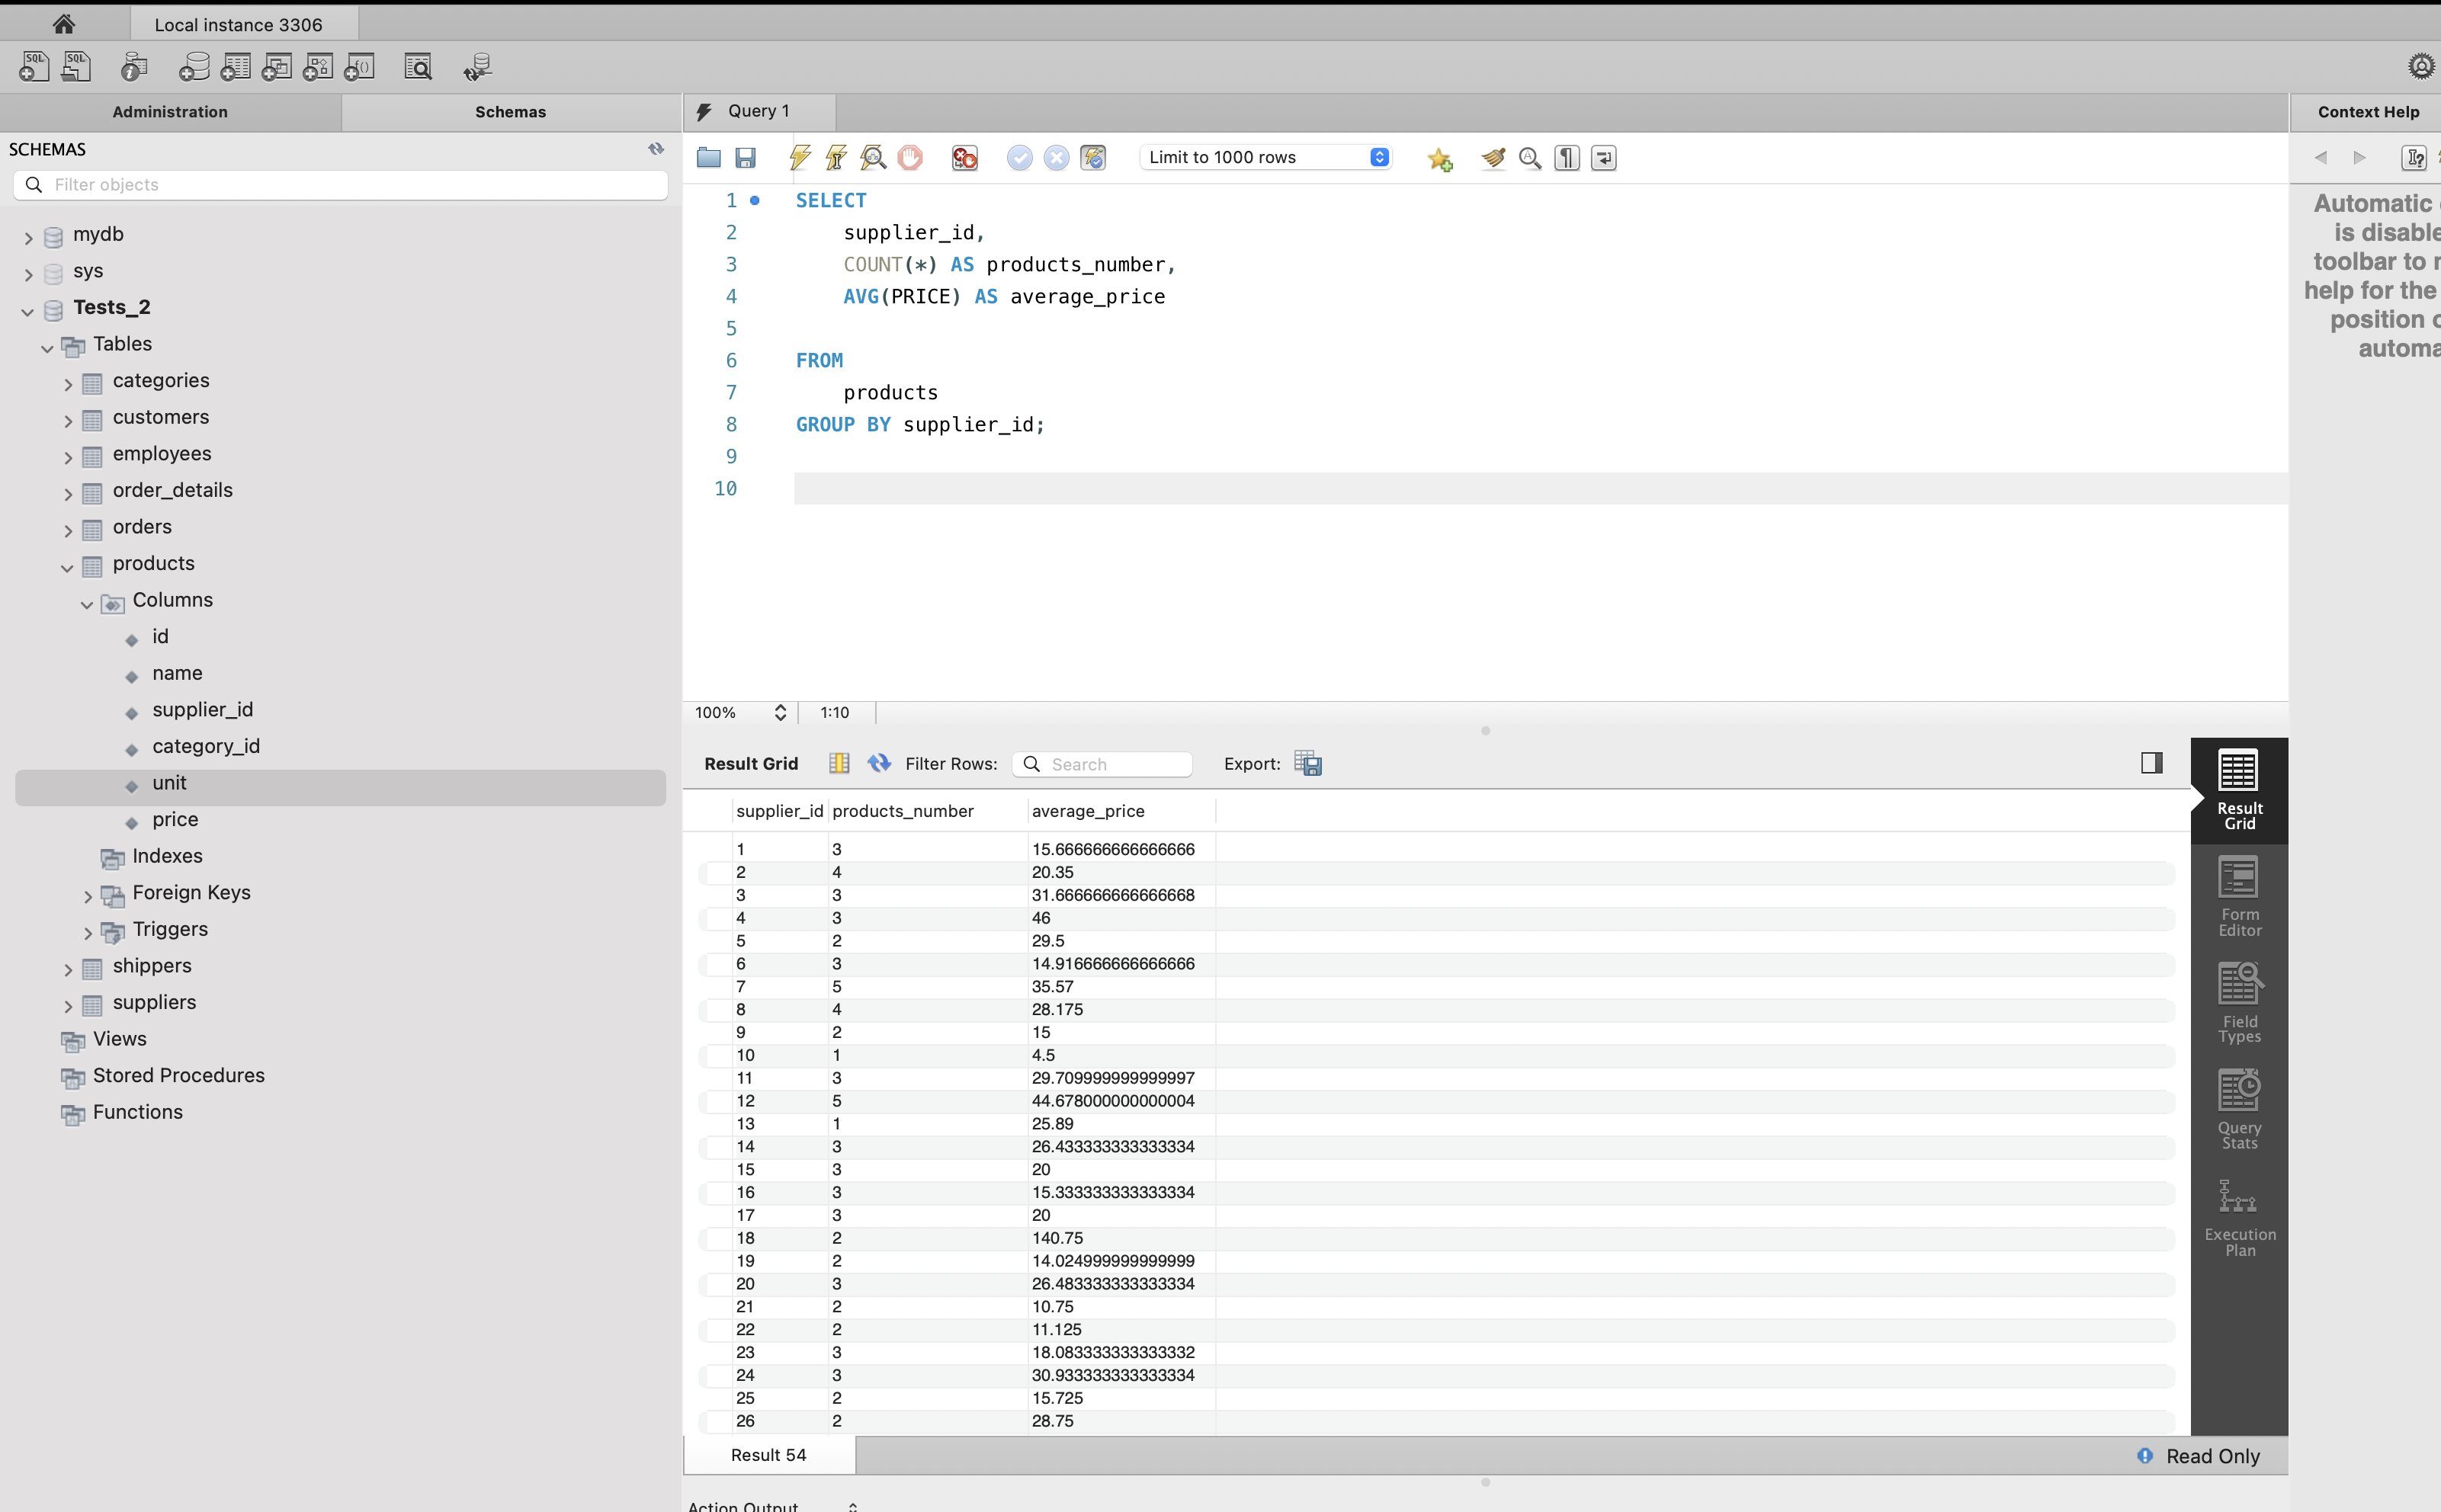 Local instance 3306
Administration
Schemas
Query 1
Context Help
SCHEMAS
Filter objects
Limit to 1000 rows
mydb
sys
Tests_2
Tables
categories
customers
employees
order_details
orders
products
Columns
id
name
supplier_id
category_id
unit
price
Indexes
Foreign Keys
Triggers
shippers
suppliers
Views
Stored Procedures
Functions
1 SELECT
2 supplier_id,
3 COUNT(*) AS products_number,
4 AVG(PRICE) AS average_price
5
6 FROM
7 products
8 GROUP BY supplier_id;
9
10
Automatic
is disable
toolbar to
help for the
position
automa
100% 1:10
Result Grid Filter Rows: Search Export:
supplier_id products_number average_price
1 3 15.666666666666666
2 4 20.35
3 3 31.666666666666668
4 3 46
5 2 29.5
6 3 14.916666666666666
7 5 35.57
8 4 28.175
9 2 15
10 1 4.5
11 3 29.709999999999997
12 5 44.678000000000004
13 1 25.89
14 3 26.433333333333334
15 3 20
16 3 15.333333333333334
17 3 20
18 2 140.75
19 2 14.024999999999999
20 3 26.483333333333334
21 2 10.75
22 2 11.125
23 3 18.083333333333332
24 3 30.933333333333334
25 2 15.725
26 2 28.75
Result
Grid
Form
Editor
Field
Types
Query
Stats
Execution
Plan
Result 54
Read Only
Action Output